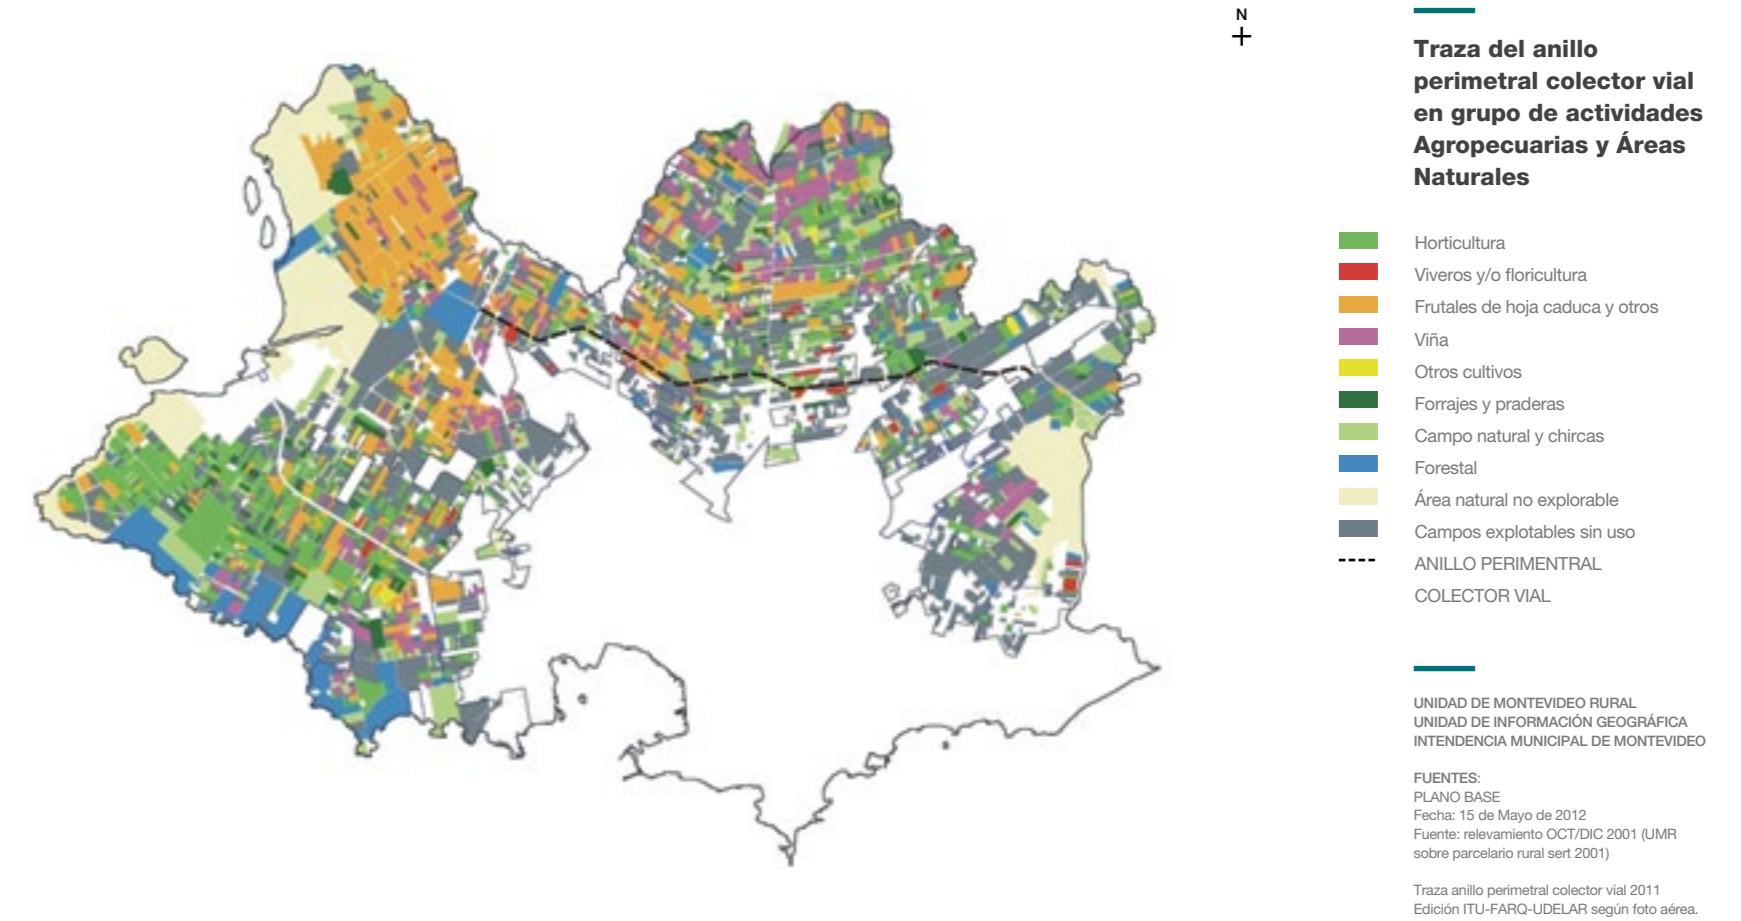 N
Traza del anillo
perimetral colector vial
en grupo de actividades
Agropecuarias y Áreas
Naturales
Horticultura
Viveros y/o floricultura
Frutales de hoja caduca y otros
Viña
Otros cultivos
Forrajes y praderas
Campo natural y chircas
Forestal
Área natural no explorable
Campos explotables sin uso
ANILLO PERIMENTRAL
COLECTOR VIAL
UNIDAD DE MONTEVIDEO RURAL
UNIDAD DE INFORMACIÓN GEOGRÁFICA
INTENDENCIA MUNICIPAL DE MONTEVIDEO
FUENTES:
PLANO BASE
Fecha: 15 de Mayo de 2012
Fuente: relevamiento OCT/DIC 2001 (UMR
sobre parcelario rural sert 2001)
Traza anillo perimetral colector vial 2011
Edición ITU-FARQ-UDELAR según foto aérea.